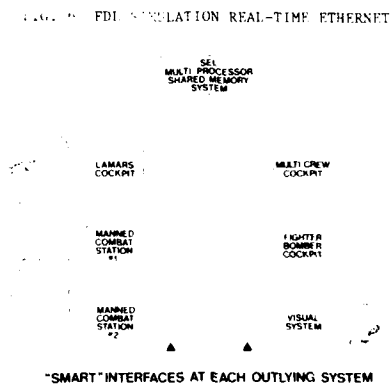 FDL REAL-TIME ETHERNET
SEL
MULTI PROCESSOR
SHARED MEMORY
SYSTEM
LAMARS
COCKPIT
MULTI CREW
COCKPIT
MANNED
COMBAT
STATION
#1
FIGHTER
BOMBER
COCKPIT
MANNED
COMBAT
STATION
#2
VISUAL
SYSTEM
"SMART" INTERFACES AT EACH OUTLYING SYSTEM